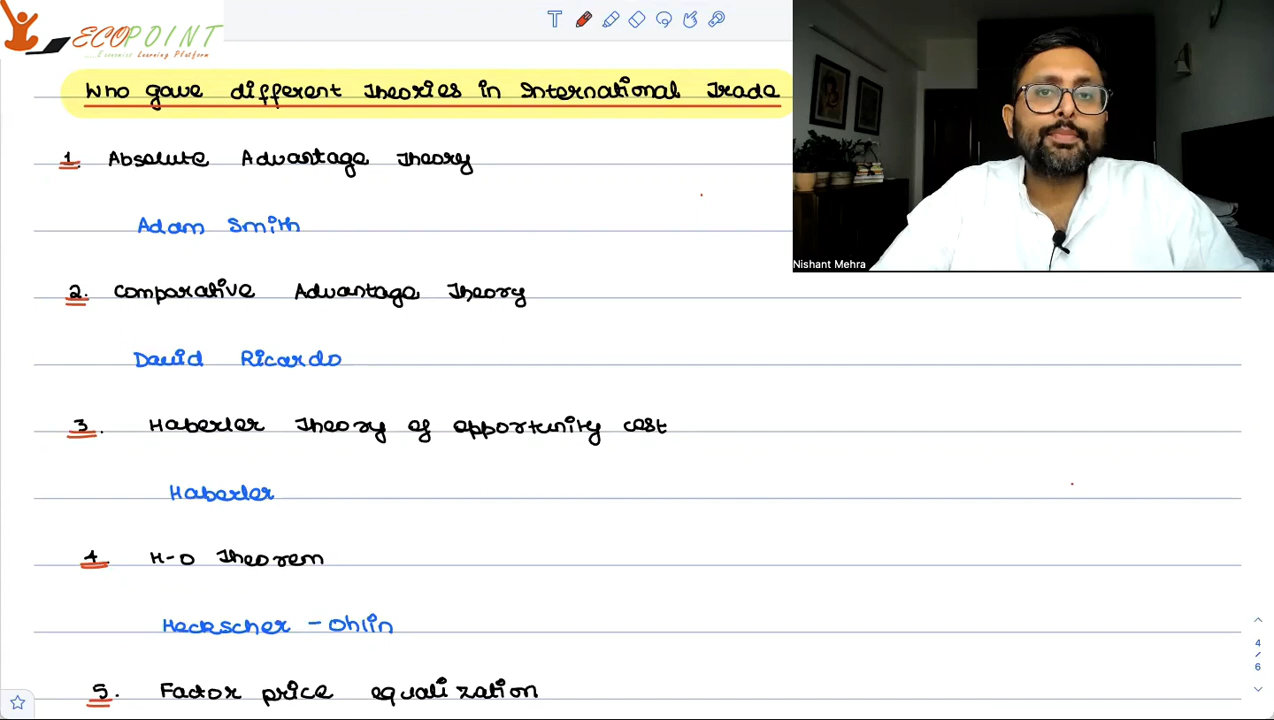 ECOPOINT
Economics Learning Platform
Who gave different Theories in International Trade
1. Absolute Advantage Theory
Adam Smith
2. Comparative Advantage Theory
David Ricardo
3. Haberler Theory of opportunity cost
Haberler
4. H-O Theorem
Heckscher - Ohlin
5. Factor price equalization
Nishant Mehra
4
/
6